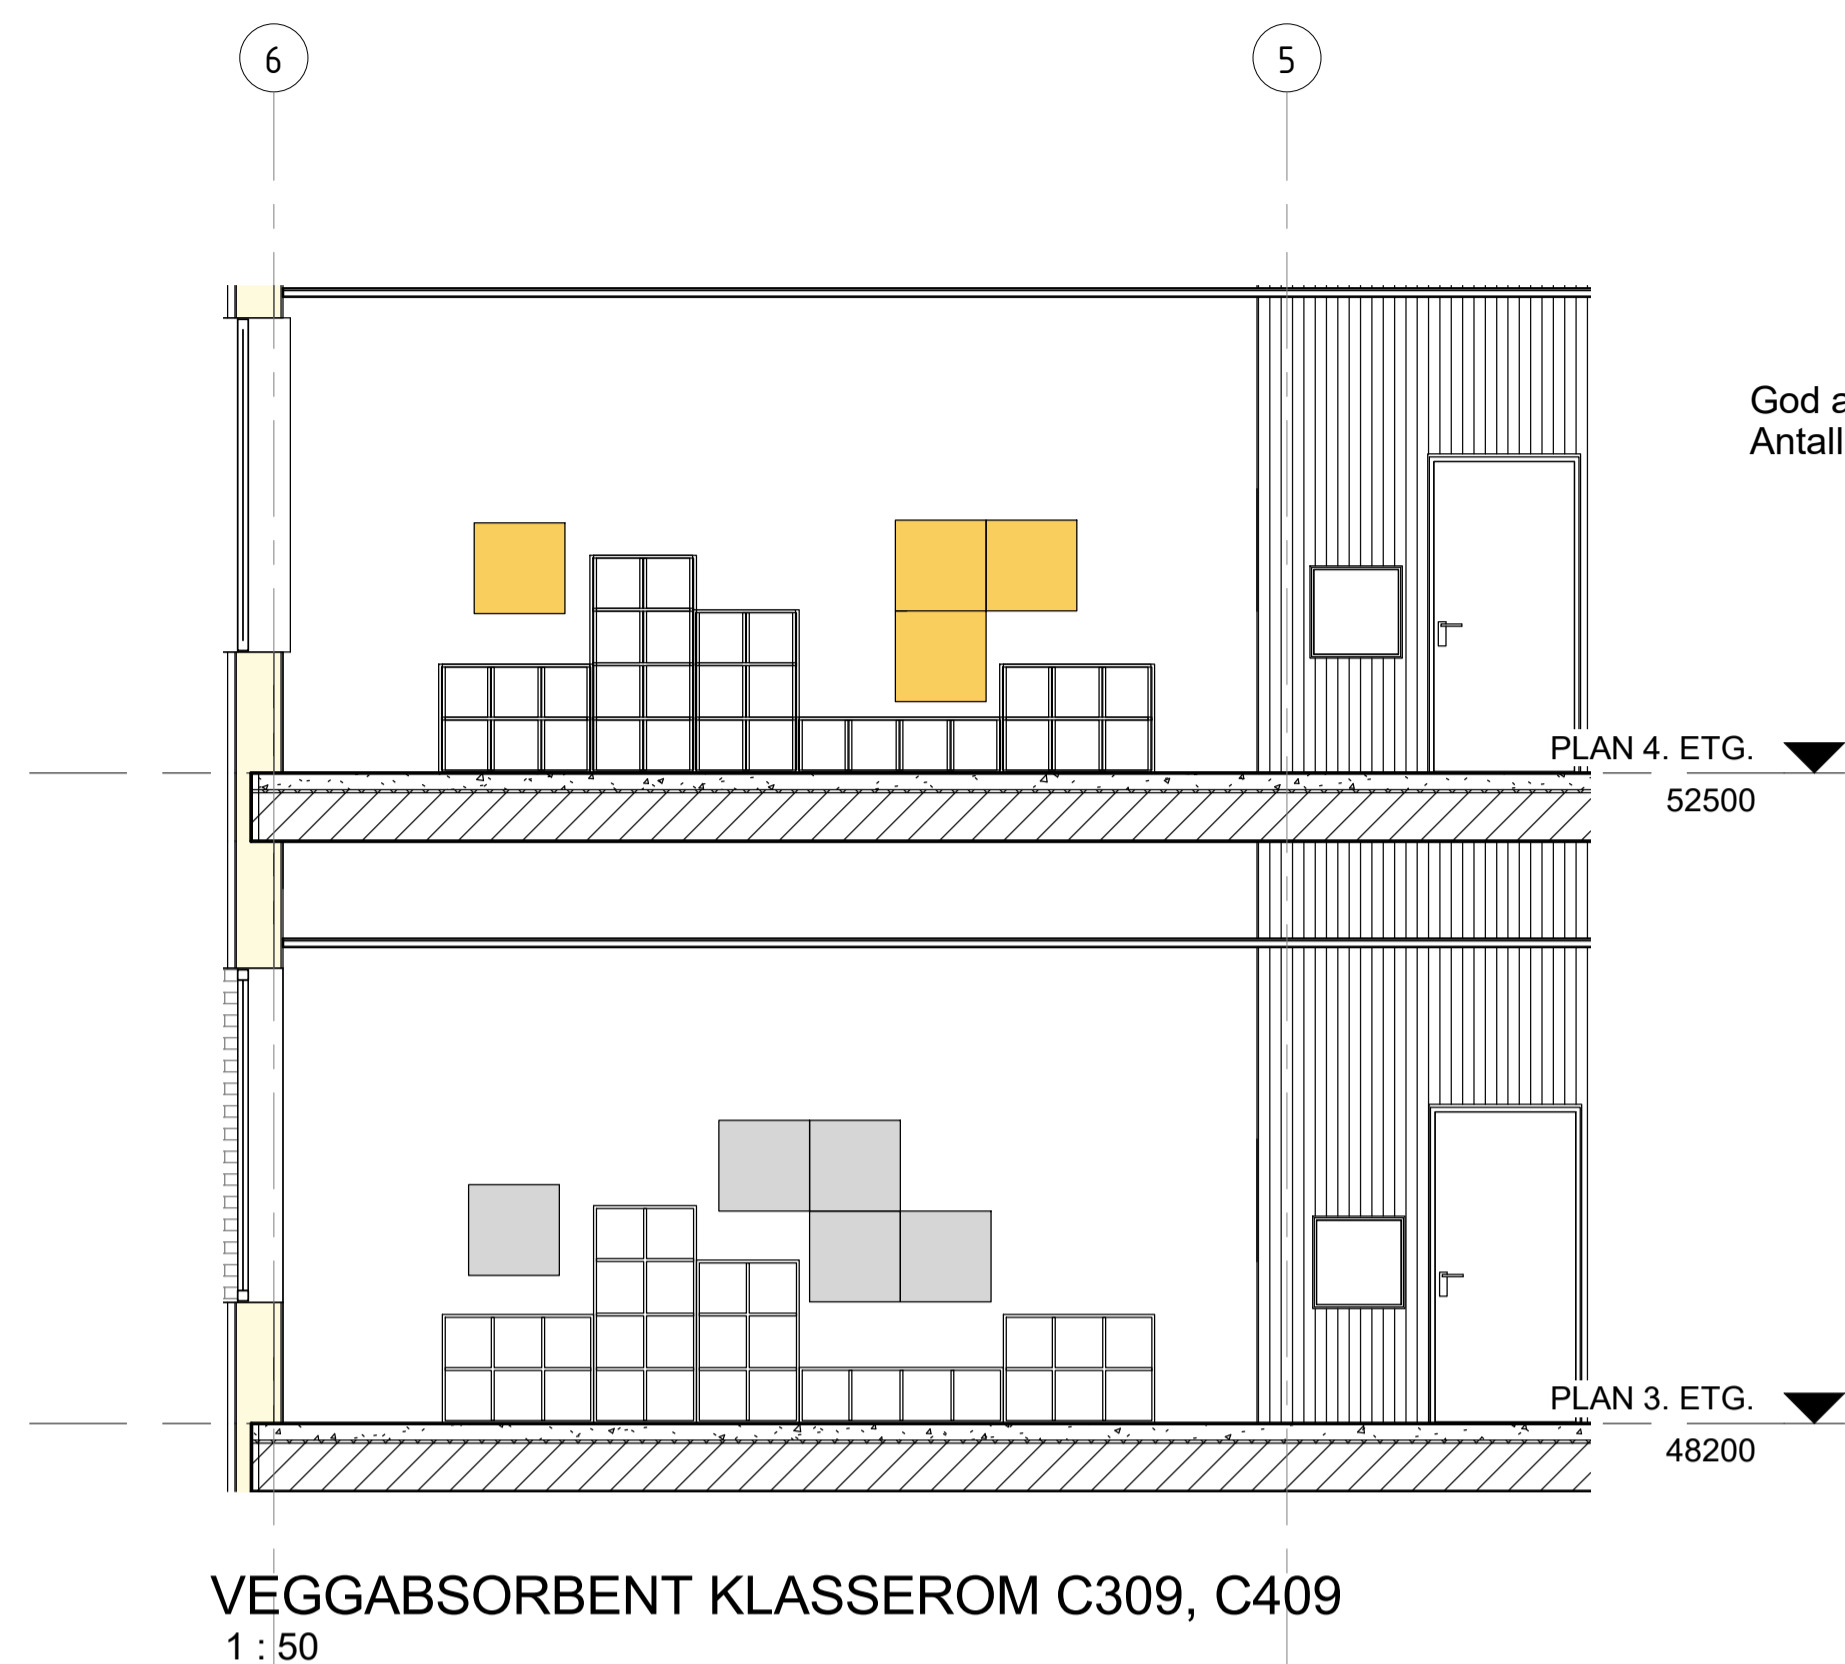 6
5
God
Antall
PLAN 4. ETG.
52500
PLAN 3. ETG.
48200
VEGGABSORBENT KLASSEROM C309, C409
1 : 50